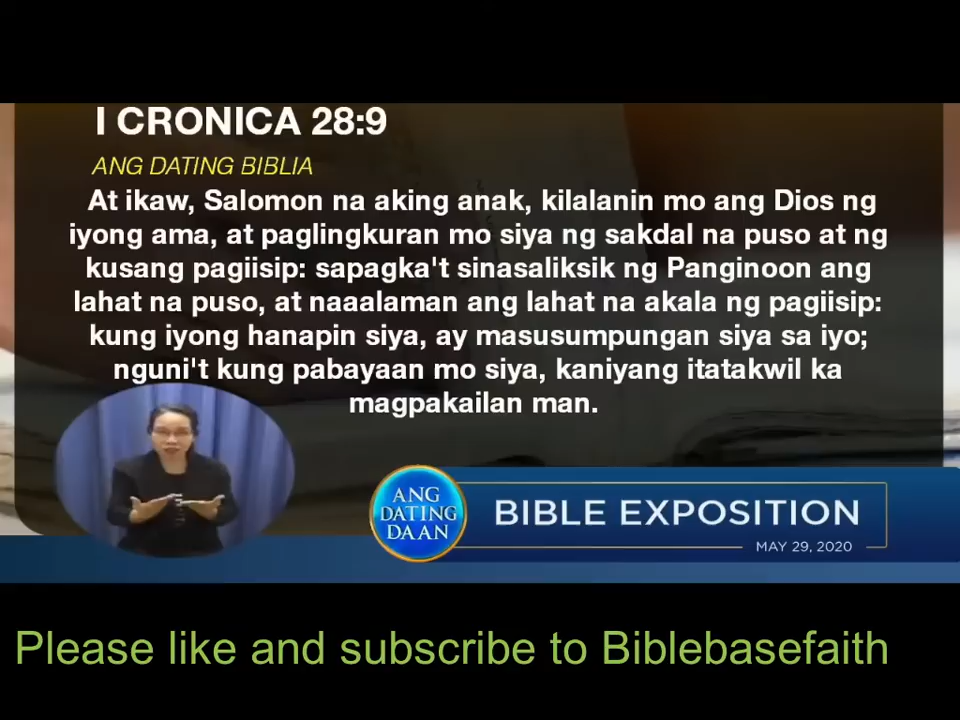 I CRONICA 28:9
ANG DATING BIBLIA
At ikaw, Salomon na aking anak, kilalanin mo ang Dios ng
iyong ama, at paglingkuran mo siya ng sakdal na puso at ng
kusang pagiisip: sapagka't sinasaliksik ng Panginoon ang
lahat na puso, at naaalaman ang lahat na akala ng pagiisip:
kung iyong hanapin siya, ay masusumpungan siya sa iyo;
nguni't kung pabayaan mo siya, kaniyang itatakwil ka
magpakailan man.
ANG
DATING
DAAN
BIBLE EXPOSITION
MAY 29, 2020
Please like and subscribe to Biblebasefaith